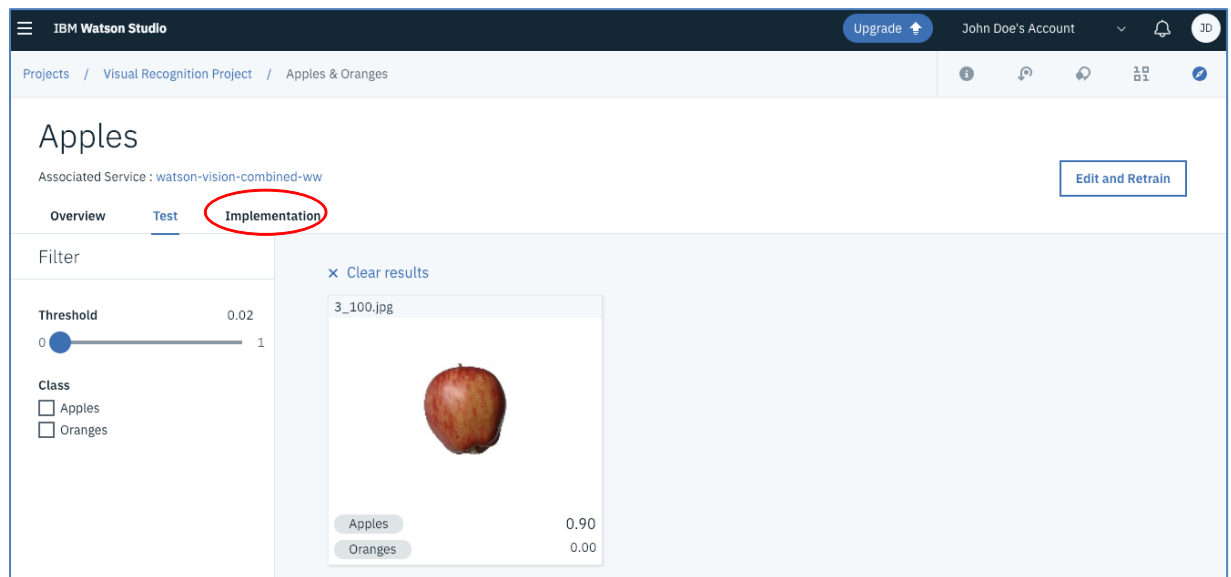 IBM Watson Studio
Upgrade
John Doe's Account
JD
Projects / Visual Recognition Project / Apples & Oranges
Apples
Associated Service : watson-vision-combined-ww
Edit and Retrain
Overview Test Implementation
Filter
× Clear results
3_100.jpg
Threshold 0.02
0 1
Class
Apples
Oranges
Apples 0.90
Oranges 0.00